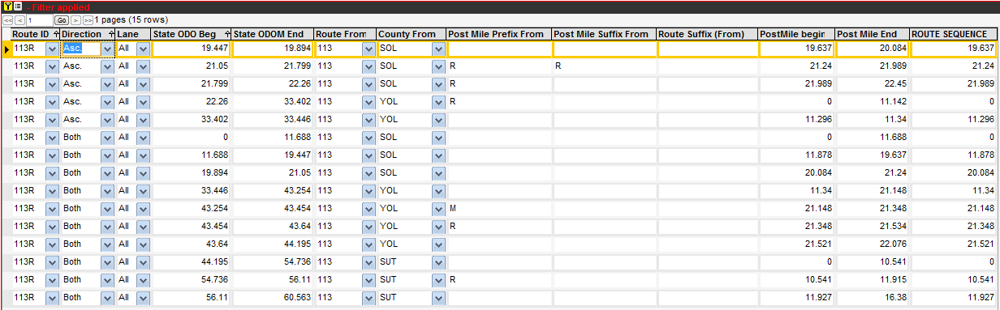 - Filter applied
<< < 1 Go > >> 1 pages (15 rows)
Route ID Direction Lane State ODO Beg State ODOM End Route From County From Post Mile Prefix From Post Mile Suffix From Route Suffix (From) PostMile begin Post Mile End ROUTE SEQUENCE
113R Asc. All 19.447 19.894 113 SOL 19.637 20.084 19.637
113R Asc. All 21.05 21.799 113 SOL R R 21.24 21.989 21.24
113R Asc. All 21.799 22.26 113 SOL R 21.989 22.45 21.989
113R Asc. All 22.26 33.402 113 YOL R 0 11.142 0
113R Asc. All 33.402 33.446 113 YOL 11.296 11.34 11.296
113R Both All 0 11.688 113 SOL 0 11.688 0
113R Both All 11.688 19.447 113 SOL 11.878 19.637 11.878
113R Both All 19.894 21.05 113 SOL 20.084 21.24 20.084
113R Both All 33.446 43.254 113 YOL 11.34 21.148 11.34
113R Both All 43.254 43.454 113 YOL M 21.148 21.348 21.148
113R Both All 43.454 43.64 113 YOL R 21.348 21.534 21.348
113R Both All 43.64 44.195 113 YOL 21.521 22.076 21.521
113R Both All 44.195 54.736 113 SUT 0 10.541 0
113R Both All 54.736 56.11 113 SUT R 10.541 11.915 10.541
113R Both All 56.11 60.563 113 SUT 11.927 16.38 11.927